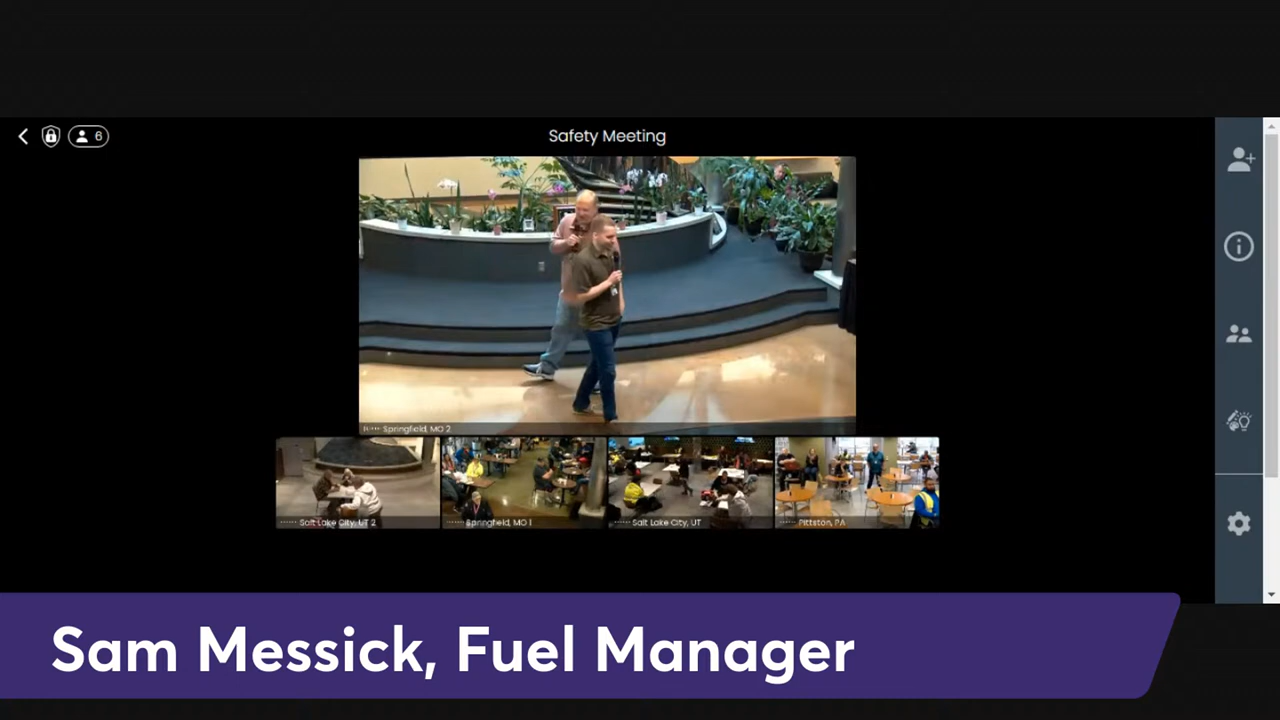 6
Safety Meeting
Springfield, MO 2
Salt Lake City, UT 2
Springfield, MO 1
Salt Lake City, UT
Pittston, PA
Sam Messick, Fuel Manager